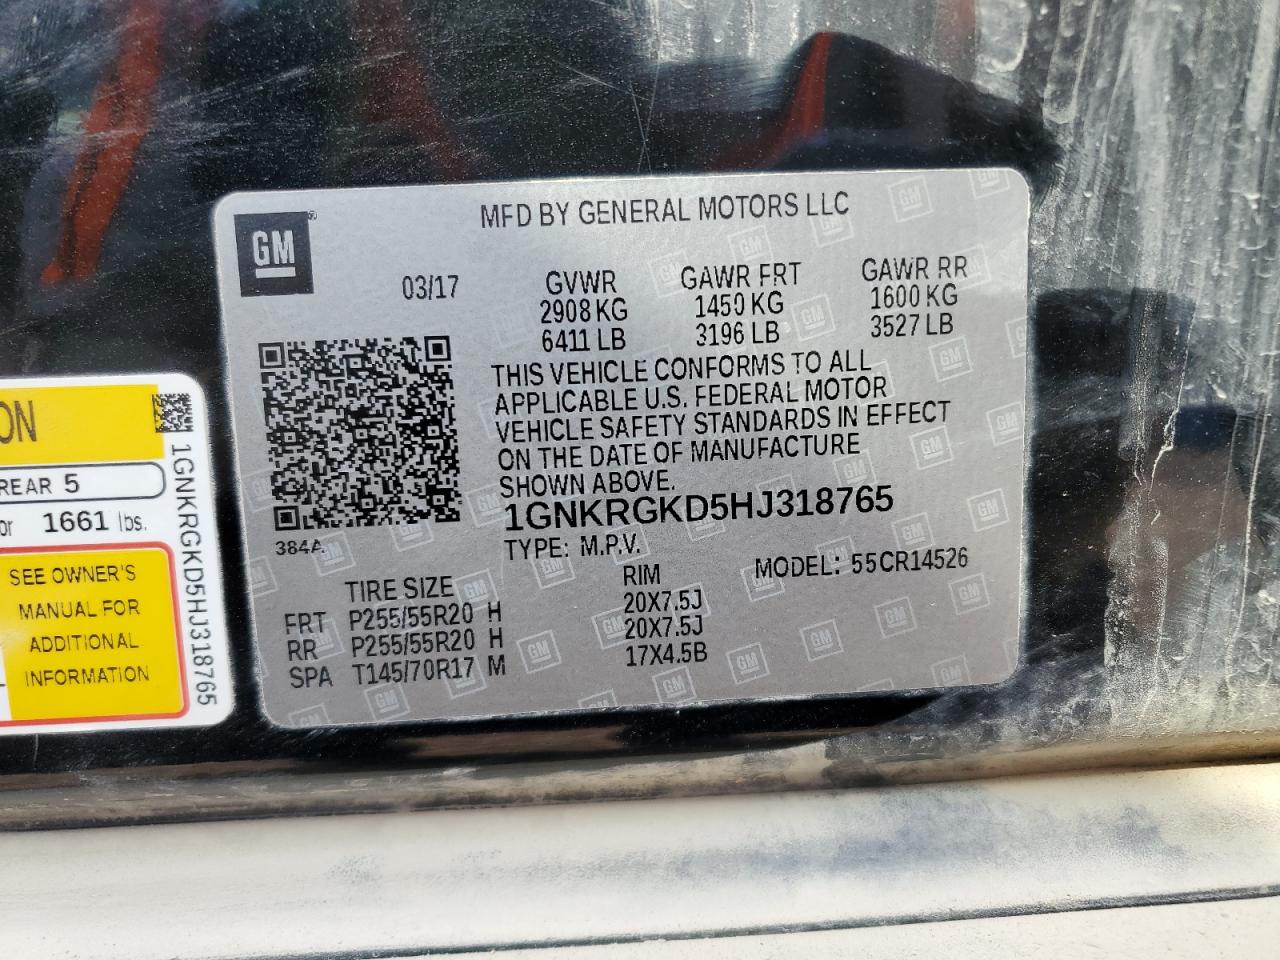 GM
MFD BY GENERAL MOTORS LLC
03/17
GVWR GAWR FRT GAWR RR
2908 KG 1450 KG 1600 KG
6411 LB 3196 LB 3527 LB
THIS VEHICLE CONFORMS TO ALL
APPLICABLE U.S. FEDERAL MOTOR
VEHICLE SAFETY STANDARDS IN EFFECT
ON THE DATE OF MANUFACTURE
SHOWN ABOVE.
1GNKRGKD5HJ318765
TYPE: M.P.V. MODEL: 55CR14526
384A
TIRE SIZE RIM
FRT P255/55R20 H 20X7.5J
RR P255/55R20 H 20X7.5J
SPA T145/70R17 M 17X4.5B
ON
REAR 5
or 1661 lbs.
SEE OWNER'S
MANUAL FOR
ADDITIONAL
INFORMATION
1GNKRGKD5HJ318765